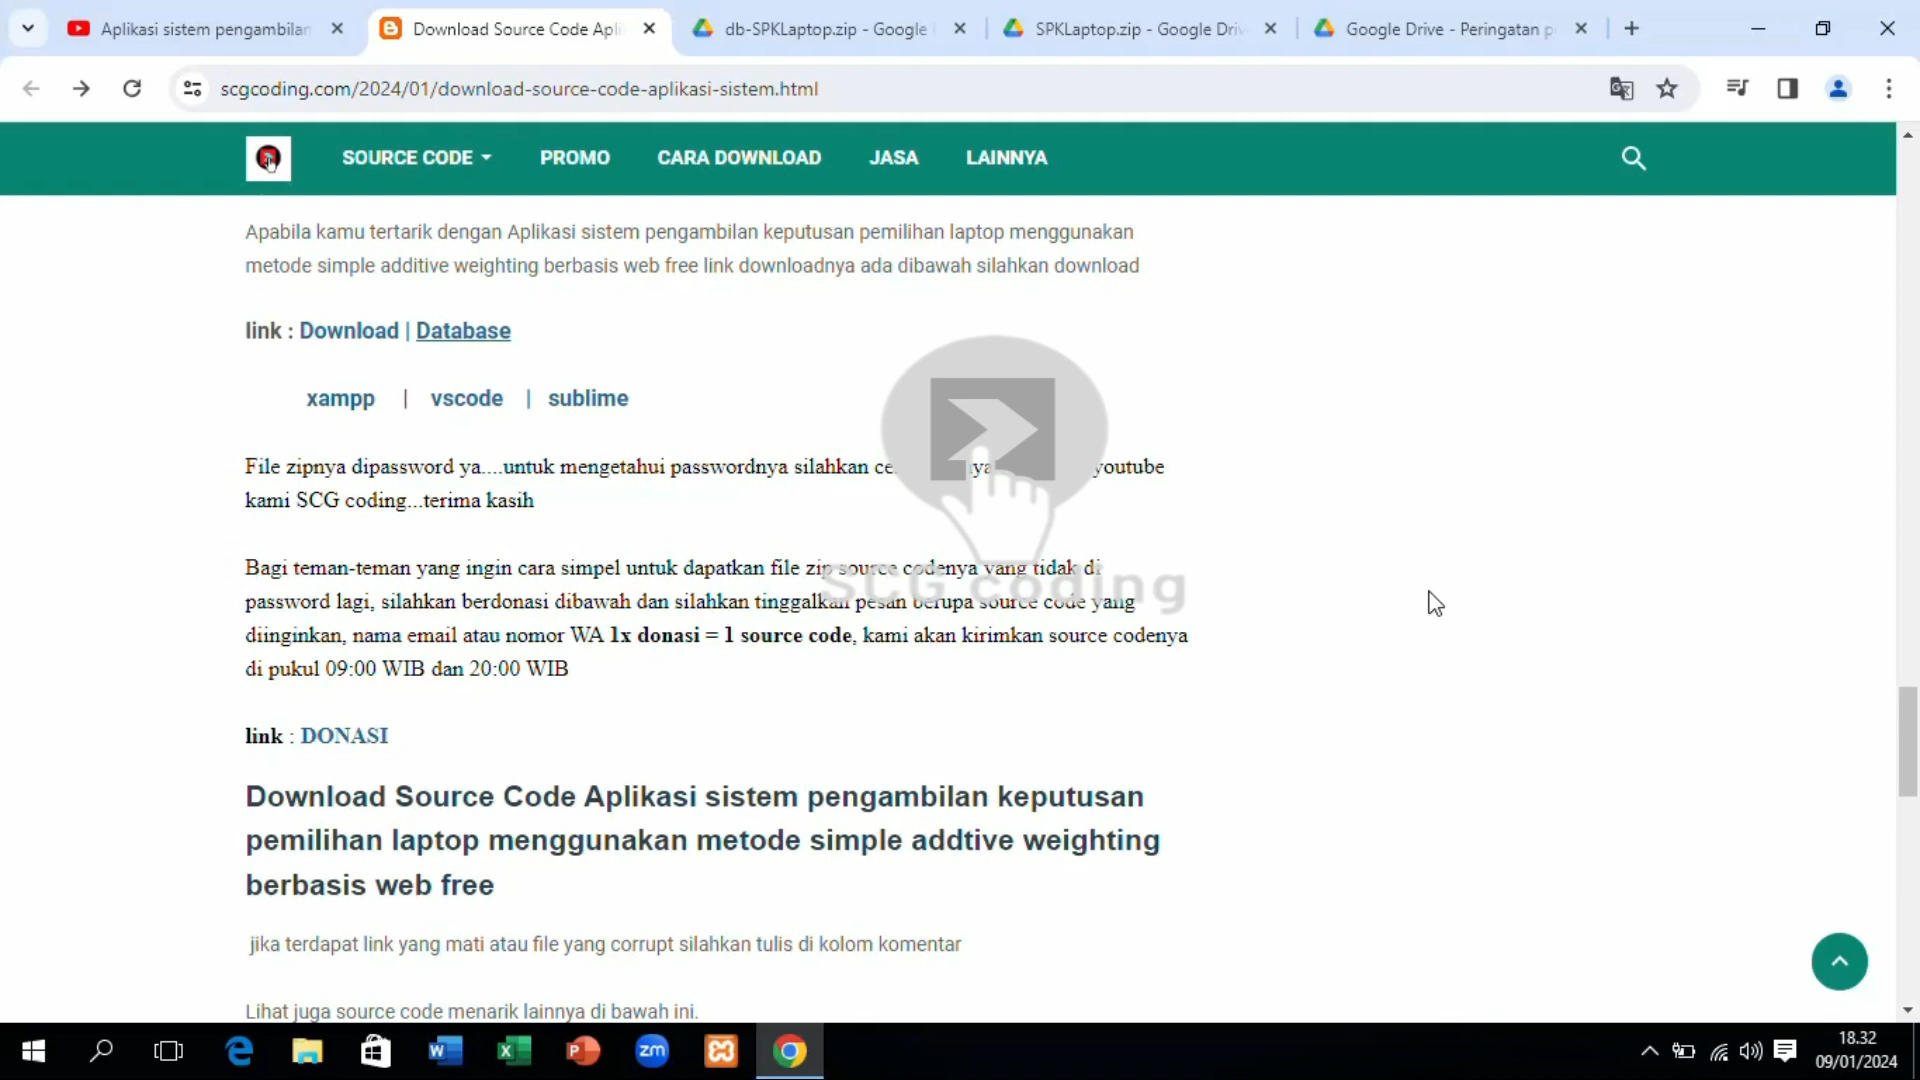 Aplikasi sistem pengambilan
Download Source Code Apli
db-SPKLaptop.zip - Google
SPKLaptop.zip - Google Driv
Google Drive - Peringatan p
scgcoding.com/2024/01/download-source-code-aplikasi-sistem.html
SOURCE CODE
PROMO
CARA DOWNLOAD
JASA
LAINNYA
Apabila kamu tertarik dengan Aplikasi sistem pengambilan keputusan pemilihan laptop menggunakan
metode simple additive weighting berbasis web free link downloadnya ada dibawah silahkan download
link : Download | Database
xampp | vscode | sublime
File zipnya dipassword ya....untuk mengetahui passwordnya silahkan youtube
kami SCG coding...terima kasih
Bagi teman-teman yang ingin cara simpel untuk dapatkan file zip source codenya yang tidak di
SCG coding
password lagi, silahkan berdonasi dibawah dan silahkan tinggalkan pesan berupa source code yang
diinginkan, nama email atau nomor WA 1x donasi = 1 source code, kami akan kirimkan source codenya
di pukul 09:00 WIB dan 20:00 WIB
link : DONASI
Download Source Code Aplikasi sistem pengambilan keputusan
pemilihan laptop menggunakan metode simple addtive weighting
berbasis web free
jika terdapat link yang mati atau file yang corrupt silahkan tulis di kolom komentar
Lihat juga source code menarik lainnya di bawah ini.
zm
18.32
09/01/2024